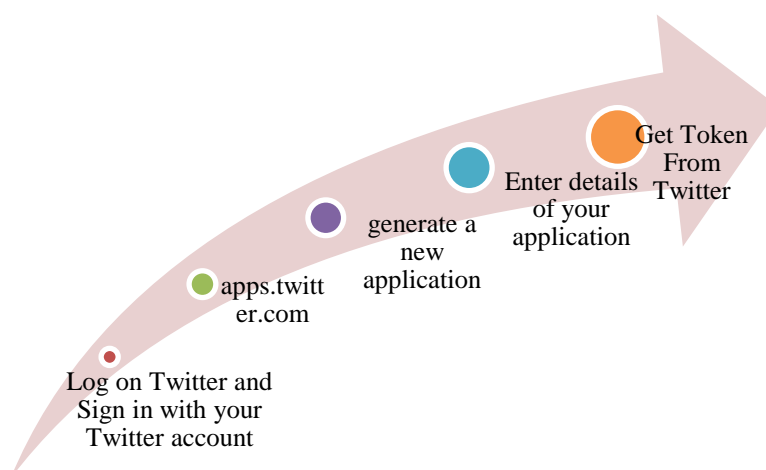 Log on Twitter and
Sign in with your
Twitter account
apps.twitt
er.com
generate a
new
application
Enter details
of your
application
Get Token
From
Twitter